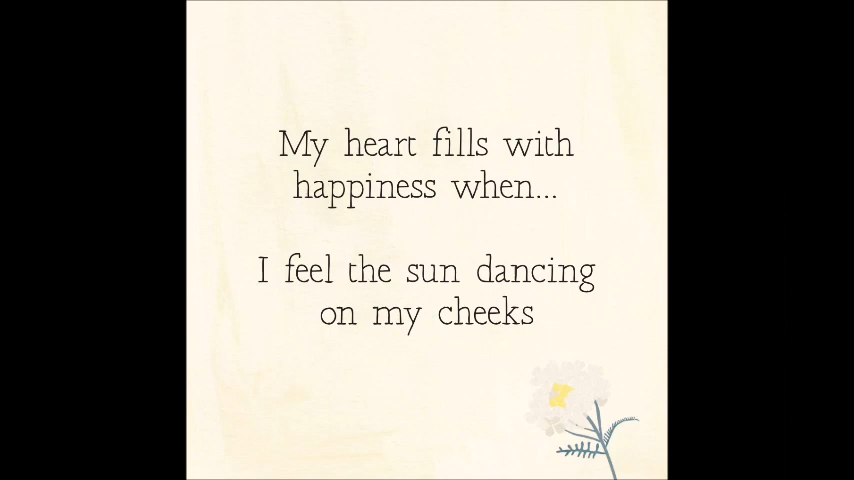 My heart fills with
happiness when...
I feel the sun dancing
on my cheeks